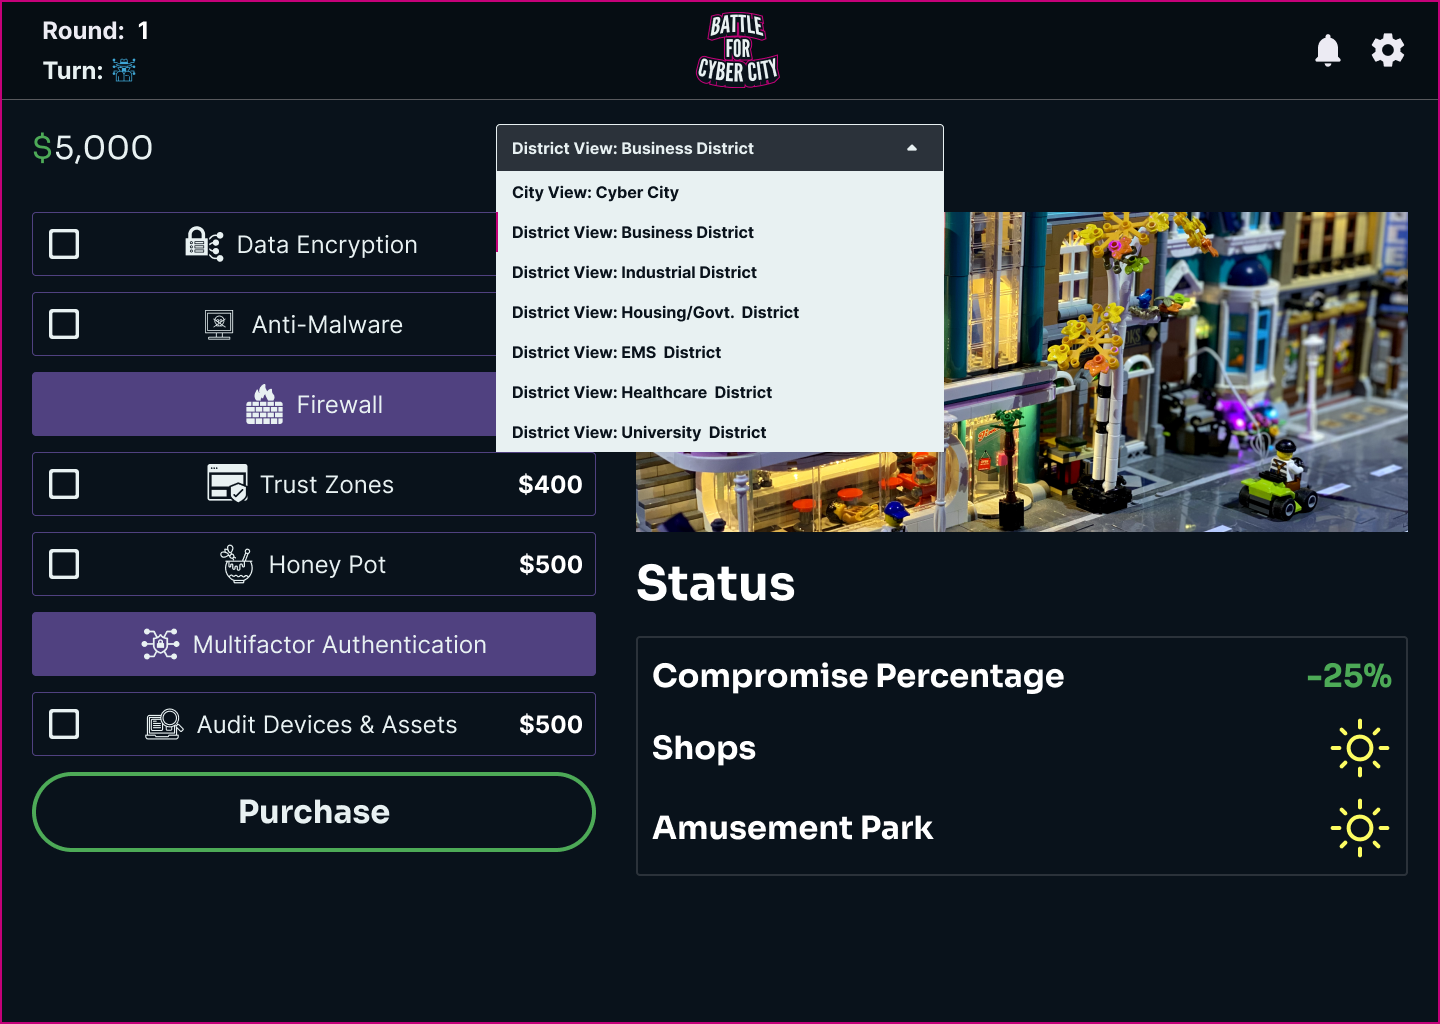 Round: 1
Turn:
BATTLE
FOR
CYBER CITY
$5,000
District View: Business District
City View: Cyber City
District View: Business District
District View: Industrial District
District View: Housing/Govt. District
District View: EMS District
District View: Healthcare District
District View: University District
Data Encryption
Anti-Malware
Firewall
Trust Zones $400
Honey Pot $500
Multifactor Authentication
Audit Devices & Assets $500
Purchase
Status
Compromise Percentage -25%
Shops
Amusement Park